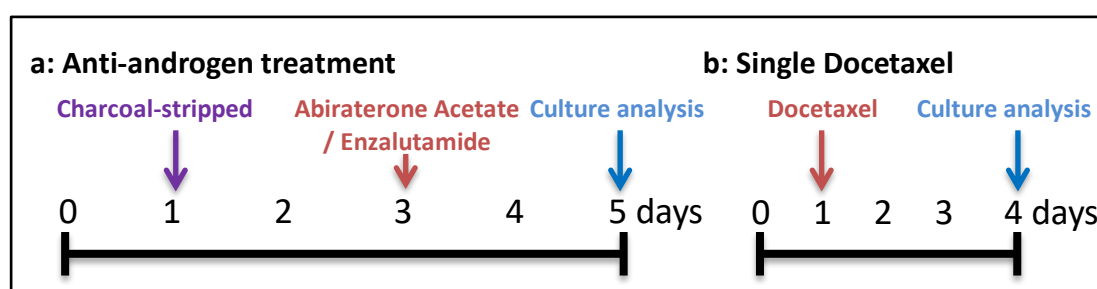 a: Anti-androgen treatment
Charcoal-stripped
Abiraterone Acetate
/ Enzalutamide
Culture analysis
0 1 2 3 4 5 days
b: Single Docetaxel
Docetaxel
Culture analysis
0 1 2 3 4 days